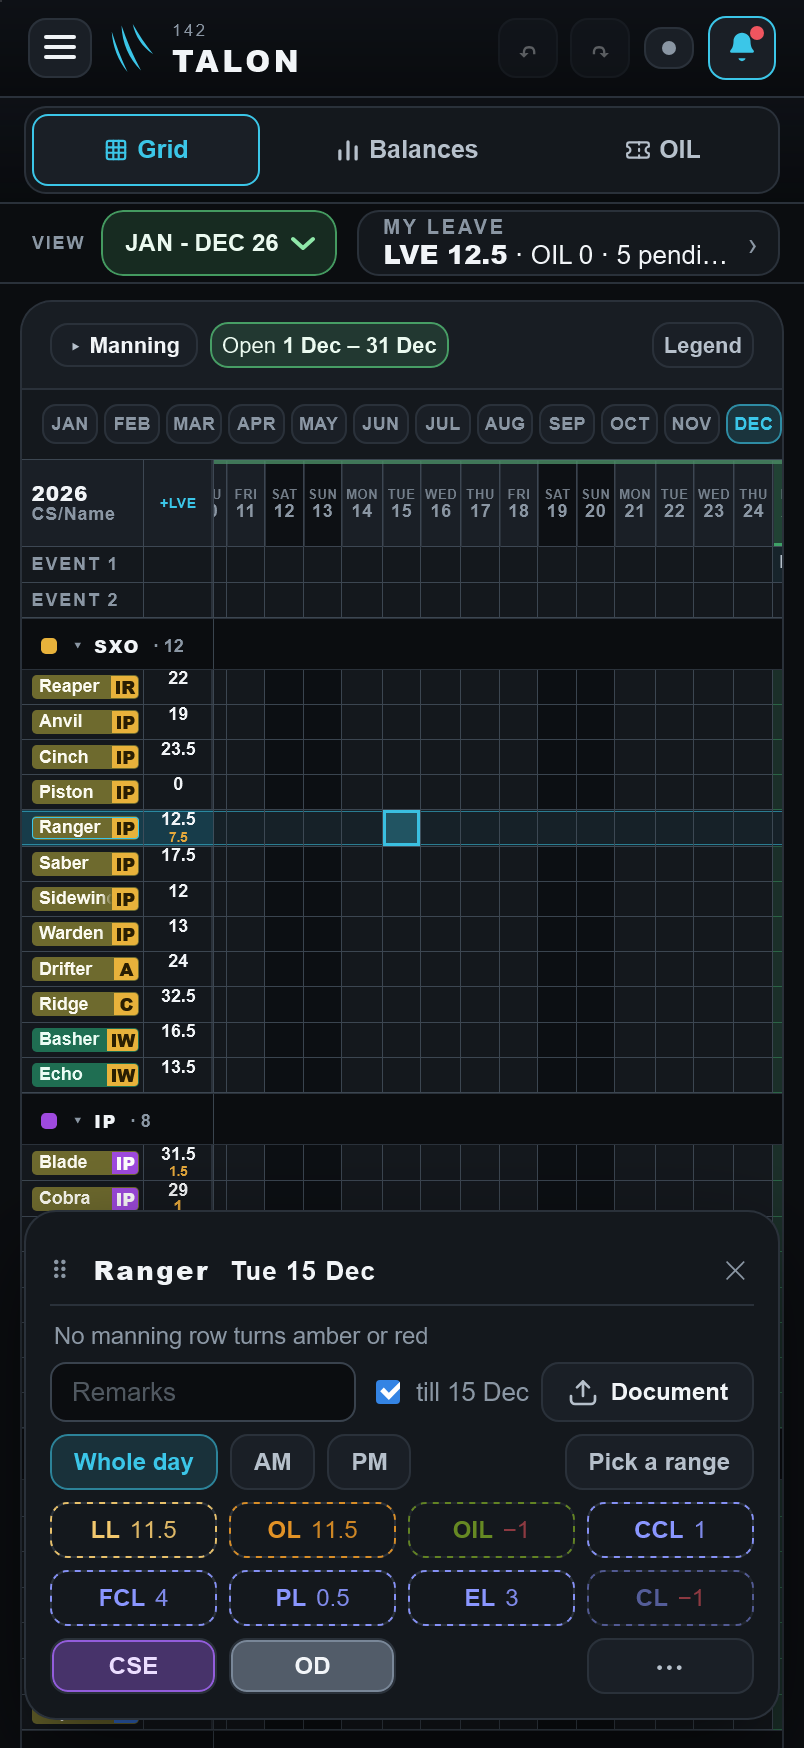 142
TALON
Grid
Balances
OIL
VIEW
JAN - DEC 26
MY LEAVE
LVE 12.5 · OIL 0 · 5 pendi…
Manning
Open 1 Dec – 31 Dec
Legend
JAN FEB MAR APR MAY JUN JUL AUG SEP OCT NOV DEC
2026
CS/Name
+LVE
FRI 11
SAT 12
SUN 13
MON 14
TUE 15
WED 16
THU 17
FRI 18
SAT 19
SUN 20
MON 21
TUE 22
WED 23
THU 24
EVENT 1
EVENT 2
SXO · 12
Reaper IR 22
Anvil IP 19
Cinch IP 23.5
Piston IP 0
Ranger IP 12.5
7.5
Saber IP 17.5
Sidewin IP 12
Warden IP 13
Drifter A 24
Ridge C 32.5
Basher IW 16.5
Echo IW 13.5
IP · 8
Blade IP 31.5
1.5
Cobra IP 29
1
Ranger Tue 15 Dec
No manning row turns amber or red
Remarks
till 15 Dec
Document
Whole day
AM
PM
Pick a range
LL 11.5
OL 11.5
OIL −1
CCL 1
FCL 4
PL 0.5
EL 3
CL −1
CSE
OD
···